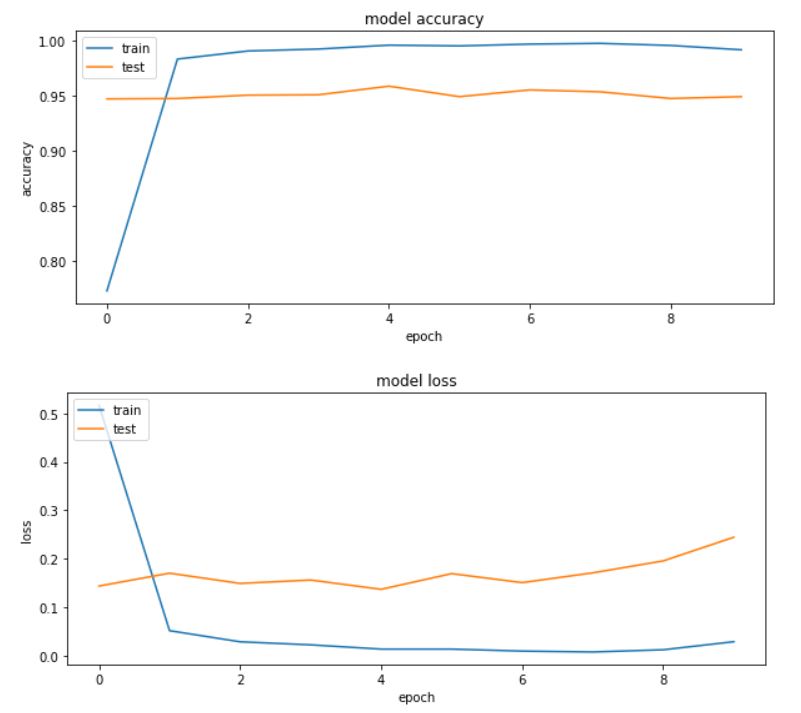 model accuracy
train
test
1.00
0.95
0.90
0.85
0.80
accuracy
0 2 4 6 8
epoch
model loss
train
test
0.5
0.4
0.3
0.2
0.1
0.0
loss
0 2 4 6 8
epoch